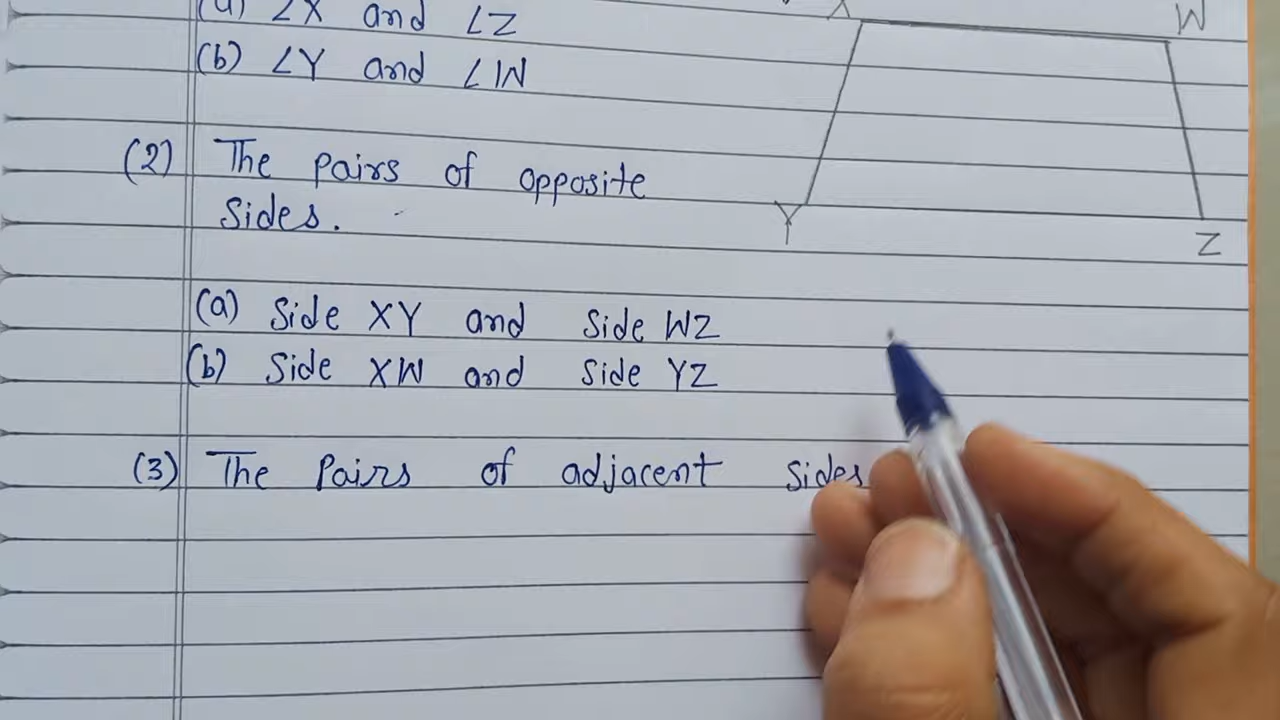 (a) ∠X and ∠Z
X
W
(b) ∠Y and ∠W
(2) The pairs of opposite
sides.
Y
Z
(a) Side XY and side WZ
(b) Side XW and side YZ
(3) The Pairs of adjacent sides